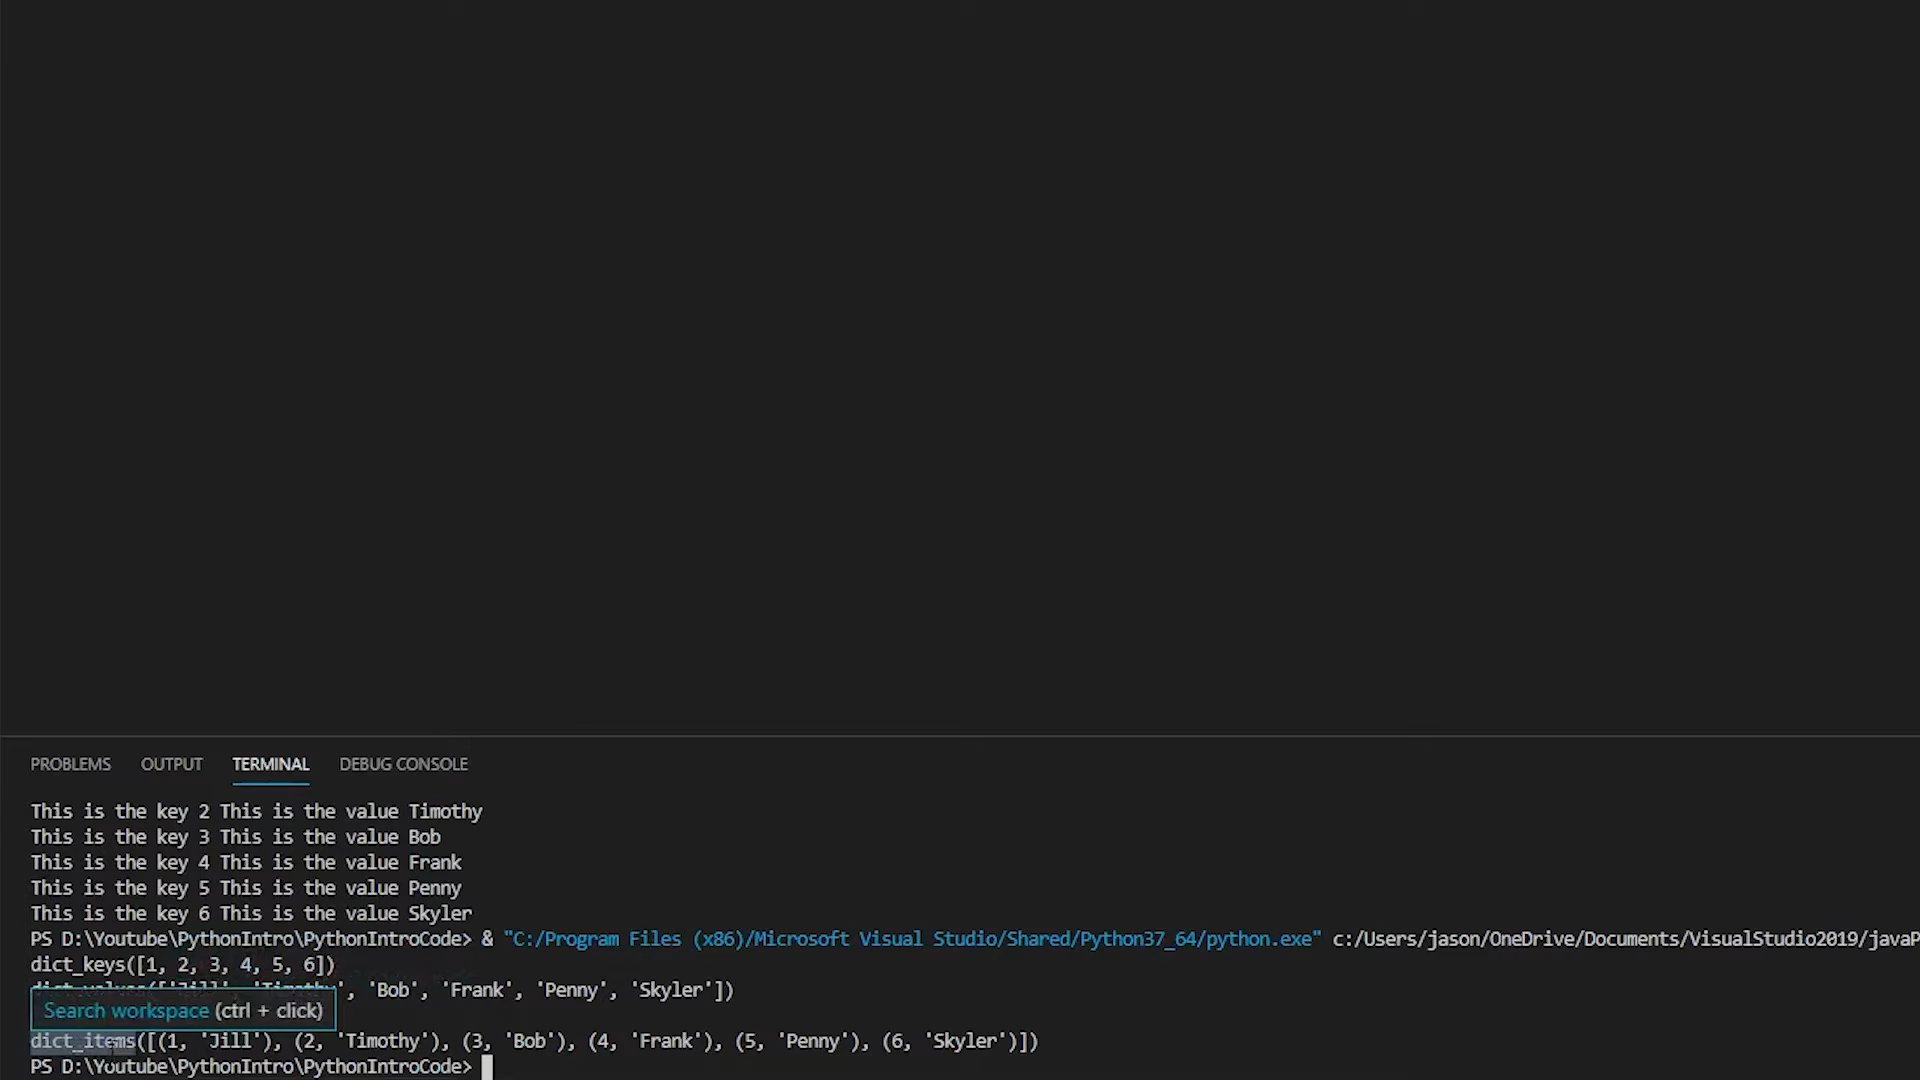 PROBLEMS OUTPUT TERMINAL DEBUG CONSOLE
This is the key 2 This is the value Timothy
This is the key 3 This is the value Bob
This is the key 4 This is the value Frank
This is the key 5 This is the value Penny
This is the key 6 This is the value Skyler
PS D:\Youtube\PythonIntro\PythonIntroCode> & "C:/Program Files (x86)/Microsoft Visual Studio/Shared/Python37_64/python.exe" c:/Users/jason/OneDrive/Documents/VisualStudio2019/javaP
dict_keys([1, 2, 3, 4, 5, 6])
dict_values(['Jill', 'Timothy', 'Bob', 'Frank', 'Penny', 'Skyler'])
Search workspace (ctrl + click)
dict_items([(1, 'Jill'), (2, 'Timothy'), (3, 'Bob'), (4, 'Frank'), (5, 'Penny'), (6, 'Skyler')])
PS D:\Youtube\PythonIntro\PythonIntroCode>